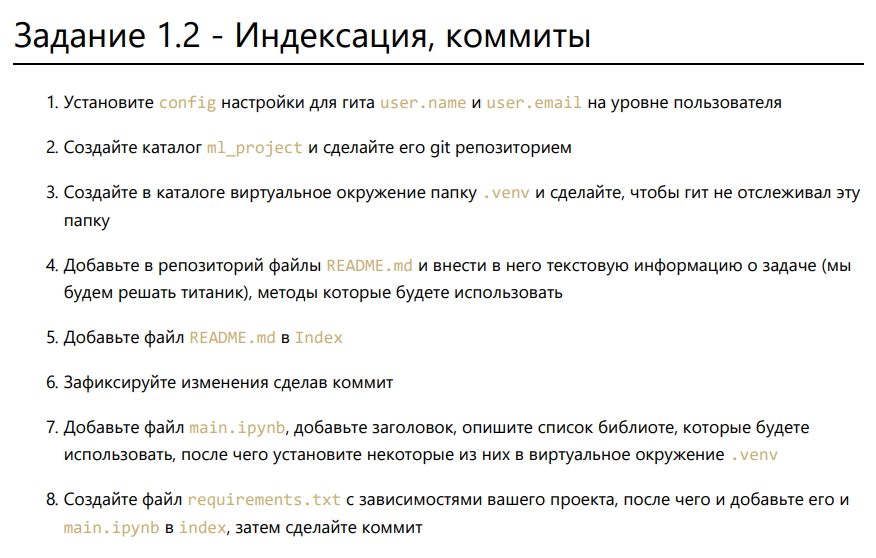 Задание 1.2 - Индексация, коммиты
1. Установите config настройки для гита user.name и user.email на уровне пользователя
2. Создайте каталог ml_project и сделайте его git репозиторием
3. Создайте в каталоге виртуальное окружение папку .venv и сделайте, чтобы гит не отслеживал эту
папку
4. Добавьте в репозиторий файлы README.md и внести в него текстовую информацию о задаче (мы
будем решать титаник), методы которые будете использовать
5. Добавьте файл README.md в Index
6. Зафиксируйте изменения сделав коммит
7. Добавьте файл main.ipynb, добавьте заголовок, опишите список библиоте, которые будете
использовать, после чего установите некоторые из них в виртуальное окружение .venv
8. Создайте файл requirements.txt с зависимостями вашего проекта, после чего и добавьте его и
main.ipynb в index, затем сделайте коммит